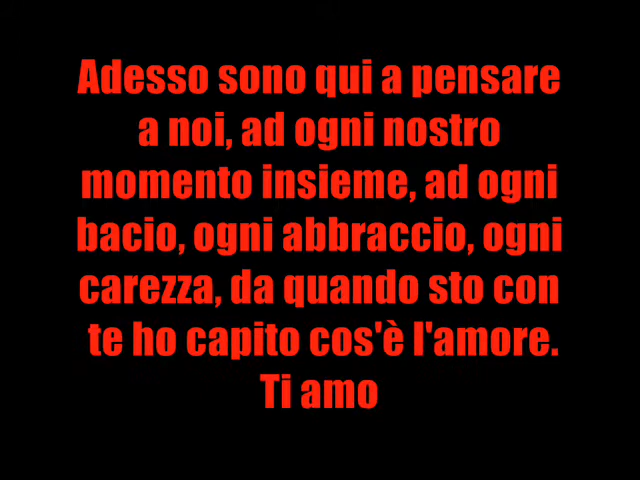 Adesso sono qui a pensare
a noi, ad ogni nostro
momento insieme, ad ogni
bacio, ogni abbraccio, ogni
carezza, da quando sto con
te ho capito cos'è l'amore.
Ti amo